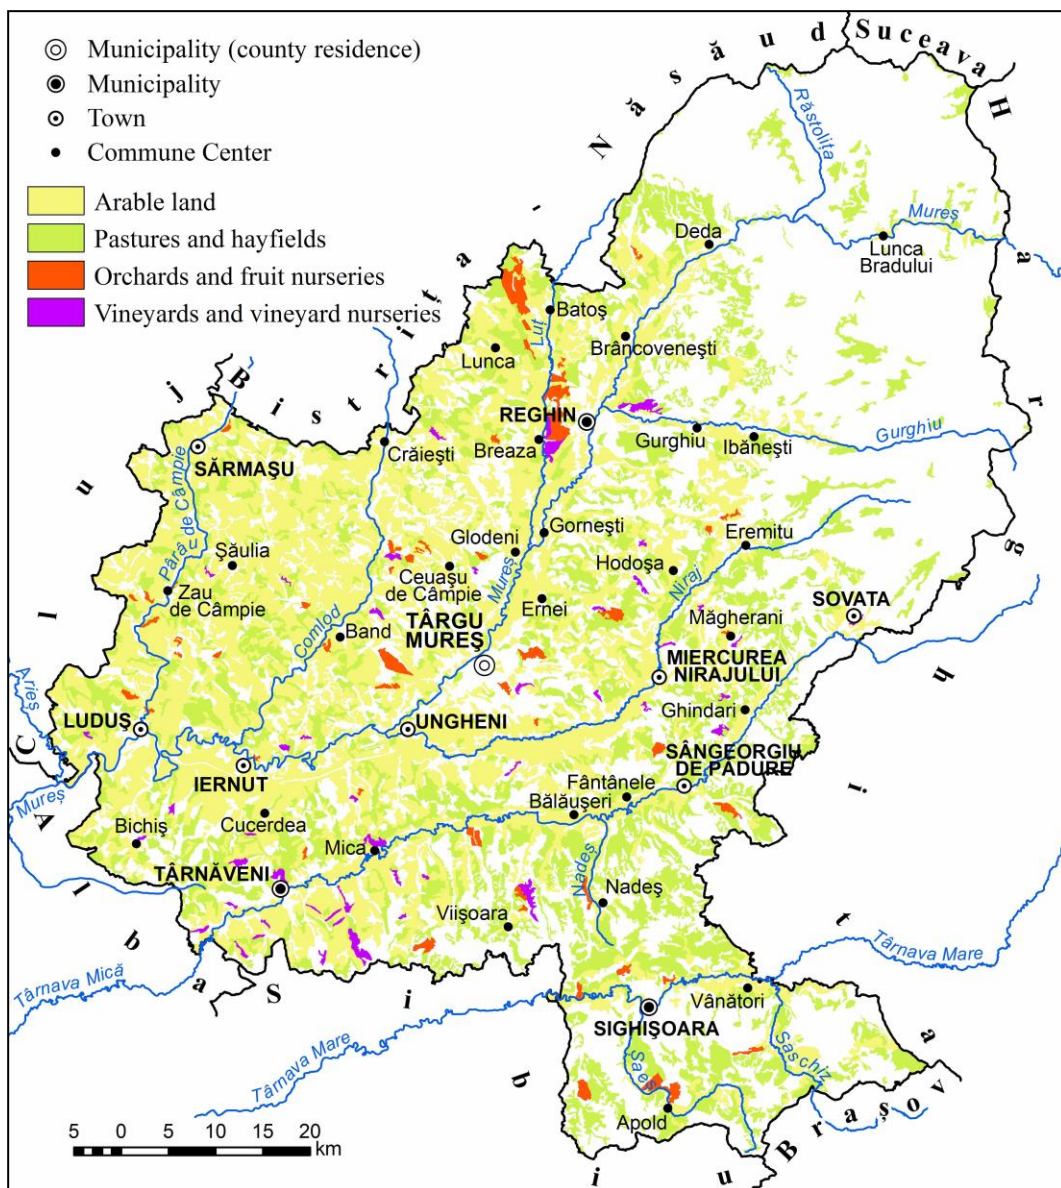 Municipality (county residence)
Municipality
Town
Commune Center
Arable land
Pastures and hayfields
Orchards and fruit nurseries
Vineyards and vineyard nurseries
Bistrița - Năsăud
Suceava
Harghita
Răstolița
Mureș
Deda
Lunca
Bradului
Batoș
Luț
Lunca
Brâncovenești
REGHIN
Gurghiu
Ibănești
Gurghiu
Breaza
Crăiești
SĂRMAȘU
Cluj
Pârâu de Câmpie
Șăulia
Zau
de Câmpie
Comlod
Glodeni
Gornești
Mureș
Ceuașu
de Câmpie
Ernei
Hodoșa
Eremitu
Niraj
SOVATA
Band
TÂRGU
MUREȘ
Măgherani
MIERCUREA
NIRAJULUI
Ghindari
Arieș
LUDUȘ
UNGHENI
SÂNGEORGIU
DE PADURE
IERNUT
Fântânele
Bălăușeri
Mureș
Bichiș
Cucerdea
Mica
TÂRNĂVENI
Nadeș
Nadeș
Viișoara
Alba
Sibiu
Târnava Mică
Târnava Mare
Târnava Mare
Vânători
SIGHIȘOARA
Saeș
Saschiz
Apold
Brașov
5 0 5 10 15 20
km